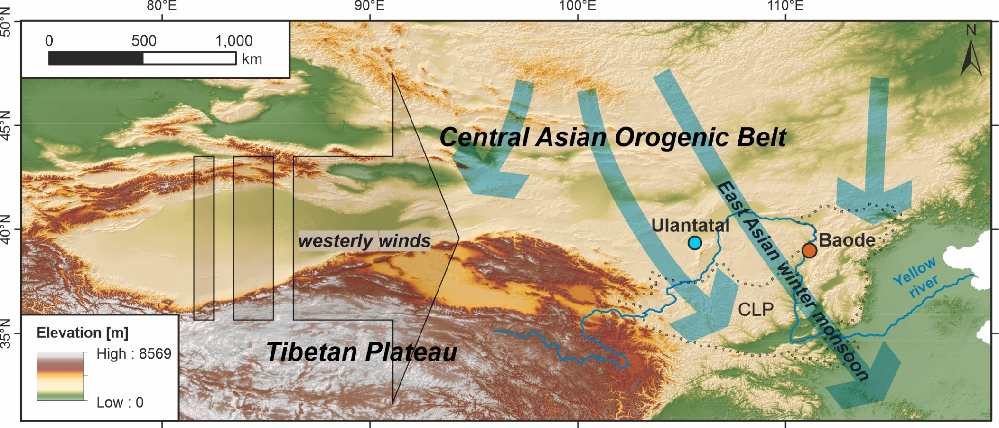 80°E 90°E 100°E 110°E
50°N
45°N
40°N
35°N
0 500 1,000
km
N
Central Asian Orogenic Belt
East Asian winter monsoon
Ulantatal
Baode
westerly winds
Yellow
river
CLP
Tibetan Plateau
Elevation [m]
High : 8569
Low : 0